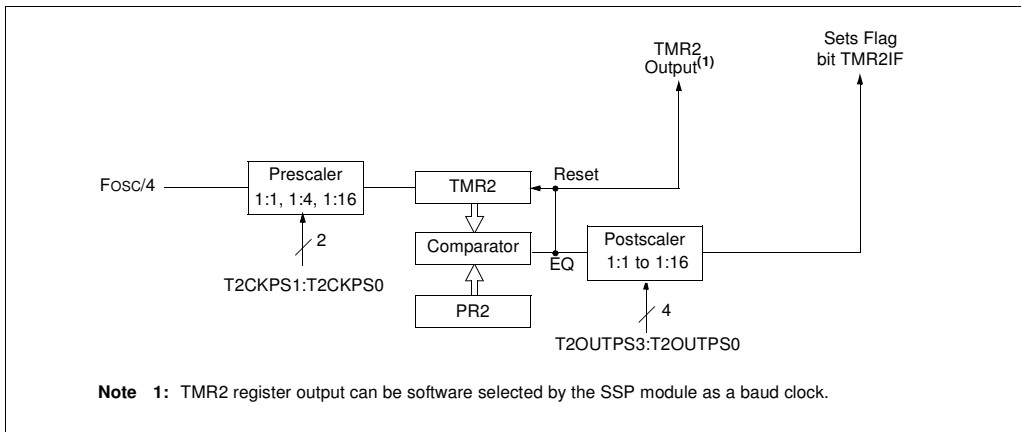 TMR2
Output(1)
Sets Flag
bit TMR2IF
FOSC/4
Prescaler
1:1, 1:4, 1:16
2
T2CKPS1:T2CKPS0
TMR2
Reset
Comparator
EQ
PR2
Postscaler
1:1 to 1:16
4
T2OUTPS3:T2OUTPS0
Note 1: TMR2 register output can be software selected by the SSP module as a baud clock.